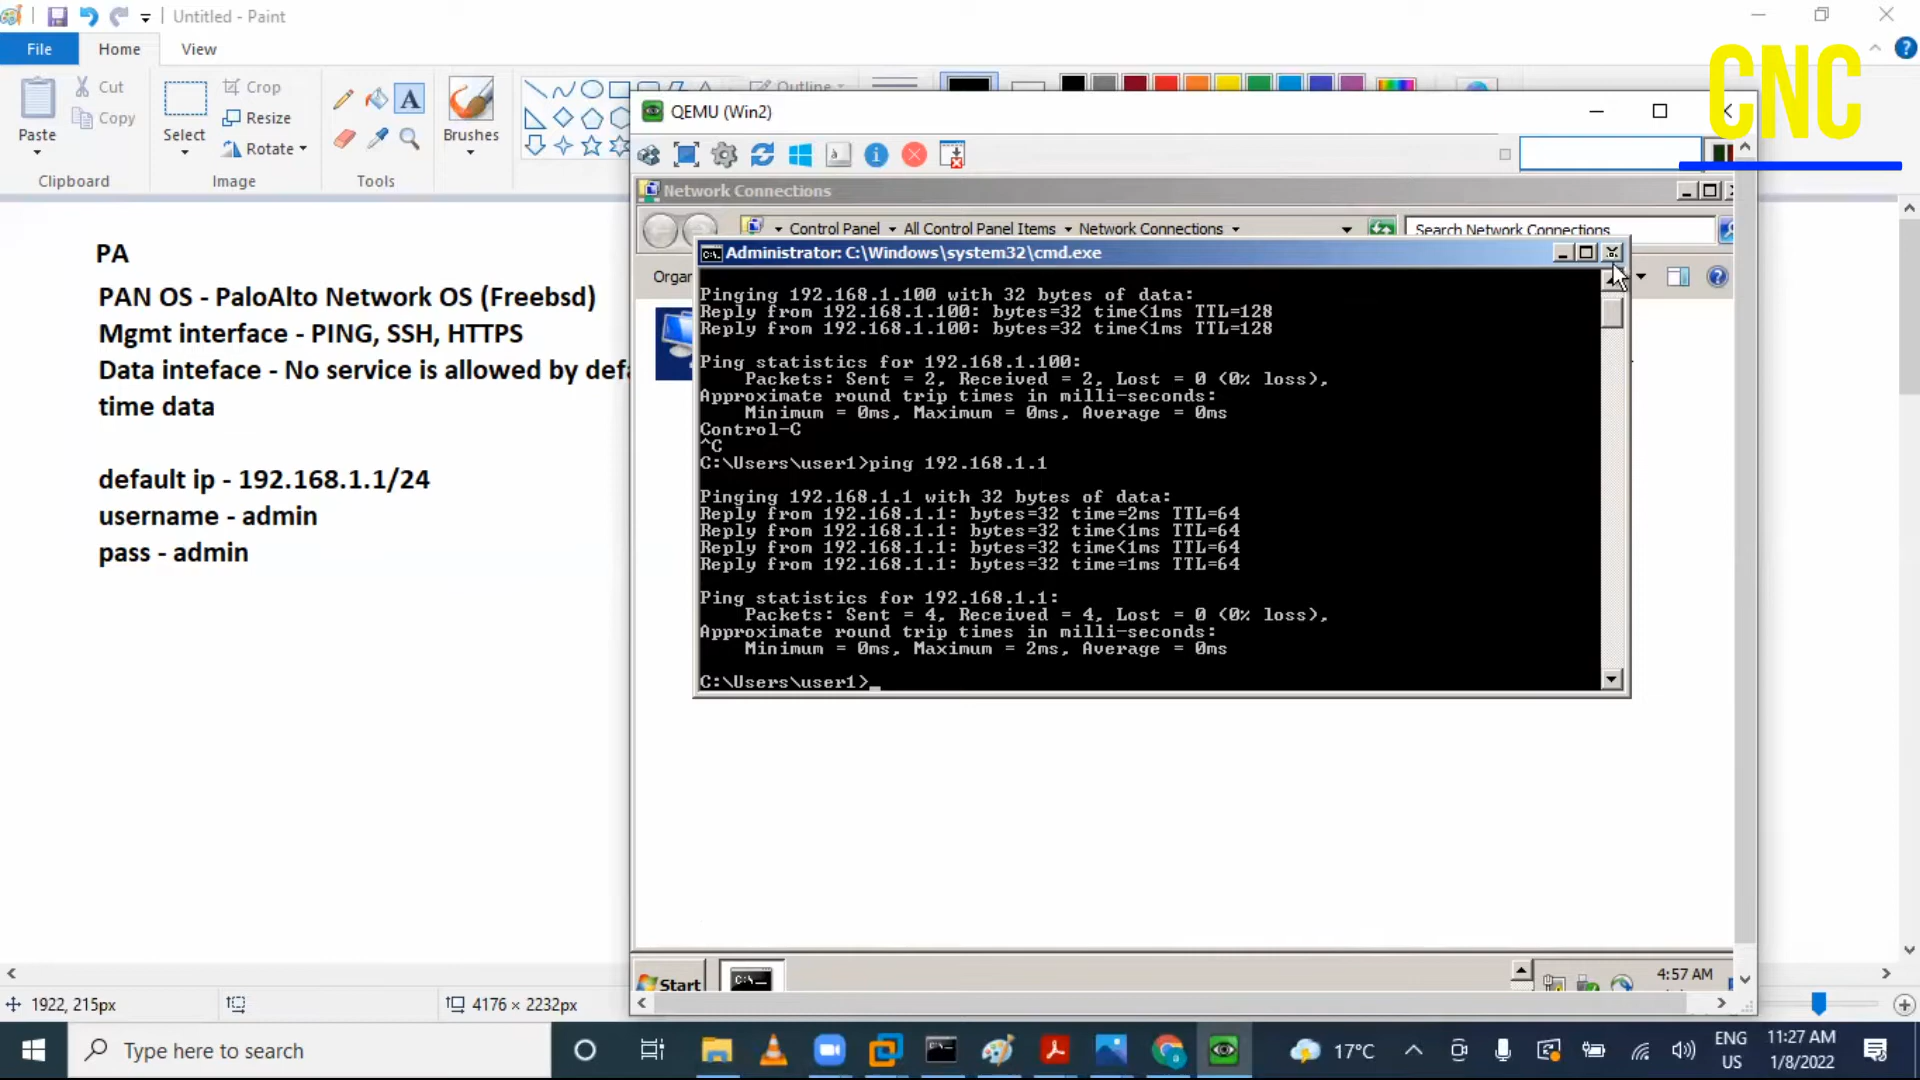 Untitled - Paint
File
Home
View
Cut
Copy
Paste
Clipboard
Crop
Resize
Rotate
Select
Image
Tools
Brushes
Outline
CNC
QEMU (Win2)
Network Connections
Control Panel
All Control Panel Items
Network Connections
Search Network Connections
Organ
Administrator: C:\Windows\system32\cmd.exe
Pinging 192.168.1.100 with 32 bytes of data:
Reply from 192.168.1.100: bytes=32 time<1ms TTL=128
Reply from 192.168.1.100: bytes=32 time<1ms TTL=128
Ping statistics for 192.168.1.100:
Packets: Sent = 2, Received = 2, Lost = 0 (0% loss),
Approximate round trip times in milli-seconds:
Minimum = 0ms, Maximum = 0ms, Average = 0ms
Control-C
^C
C:\Users\user1>ping 192.168.1.1
Pinging 192.168.1.1 with 32 bytes of data:
Reply from 192.168.1.1: bytes=32 time=2ms TTL=64
Reply from 192.168.1.1: bytes=32 time<1ms TTL=64
Reply from 192.168.1.1: bytes=32 time<1ms TTL=64
Reply from 192.168.1.1: bytes=32 time=1ms TTL=64
Ping statistics for 192.168.1.1:
Packets: Sent = 4, Received = 4, Lost = 0 (0% loss),
Approximate round trip times in milli-seconds:
Minimum = 0ms, Maximum = 2ms, Average = 0ms
C:\Users\user1>_
PA
PAN OS - PaloAlto Network OS (Freebsd)
Mgmt interface - PING, SSH, HTTPS
Data inteface - No service is allowed by defa
time data
default ip - 192.168.1.1/24
username - admin
pass - admin
Start
4:57 AM
1922, 215px
4176 × 2232px
Type here to search
17°C
ENG
US
11:27 AM
1/8/2022